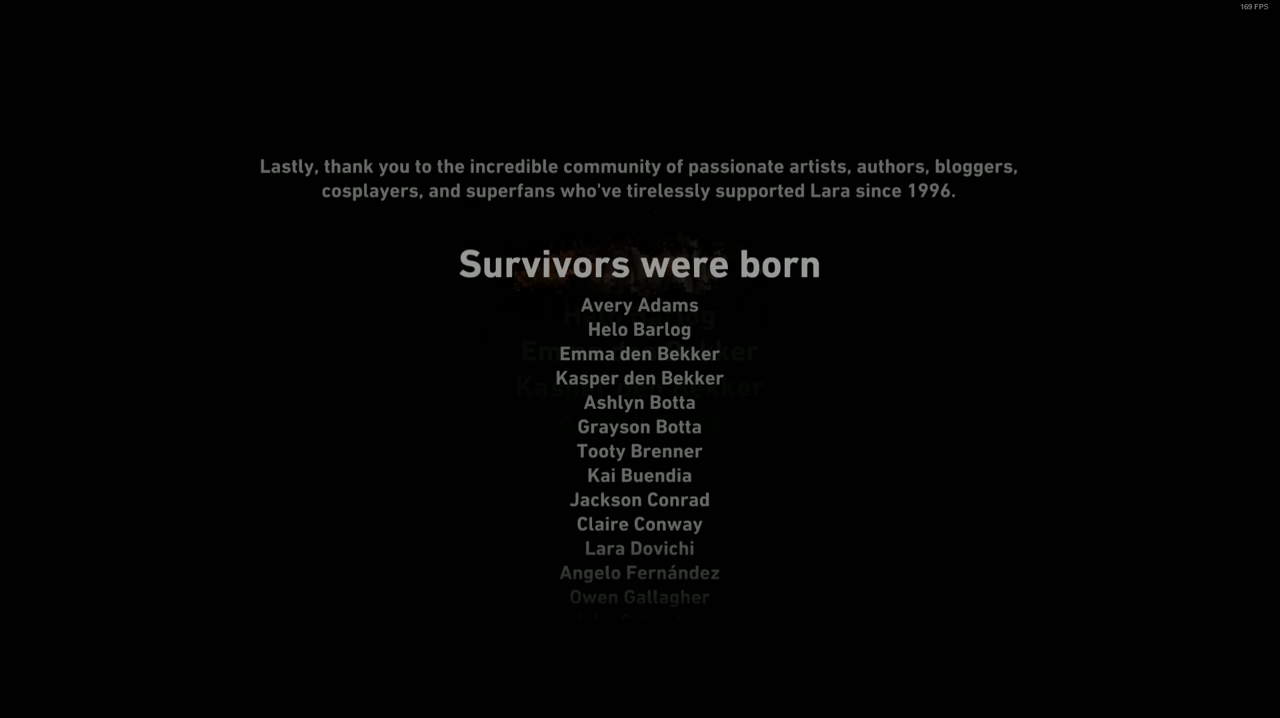 169 FPS
Lastly, thank you to the incredible community of passionate artists, authors, bloggers,
cosplayers, and superfans who've tirelessly supported Lara since 1996.
Survivors were born
Avery Adams
Helo Barlog
Emma den Bekker
Kasper den Bekker
Ashlyn Botta
Grayson Botta
Tooty Brenner
Kai Buendia
Jackson Conrad
Claire Conway
Lara Dovichi
Angelo Fernández
Owen Gallagher